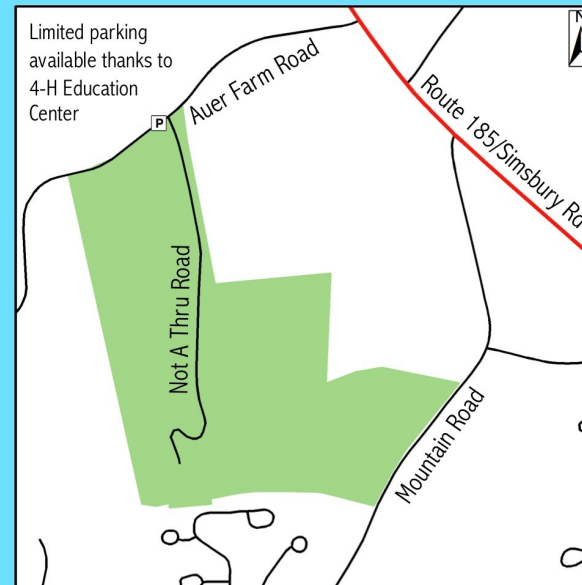 Limited parking
available thanks to
4-H Education
Center
N
P
Auer Farm Road
Route 185/Simsbury Rd
Not A Thru Road
Mountain Road